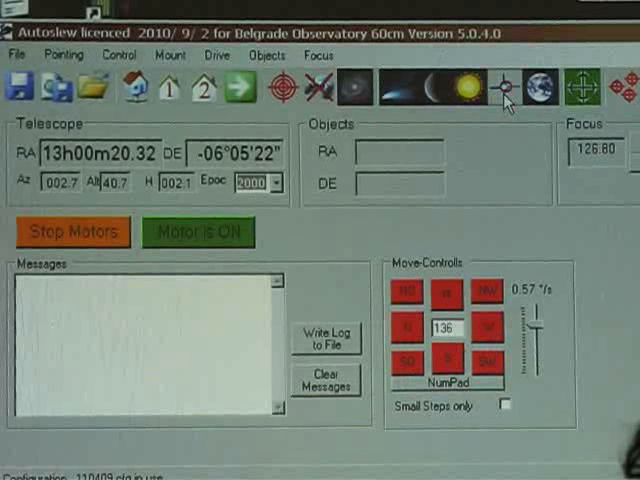 Autoslew licenced 2010/ 9/ 2 for Belgrade Observatory 60cm Version 5.0.4.0
File Pointing Control Mount Drive Objects Focus
1 2
Telescope
RA 13h00m20.32 DE -06°05'22"
Az 002.7 Alt 40.7 H 002.1 Epoc 2000
Objects
RA
DE
Focus
126.80
Stop Motors
Motor is ON
Messages
Write Log to File
Clear Messages
Move-Controlls
NO N NW
O 136 W
SO S SW
NumPad
0.57 °/s
Small Steps only
Configuration 110409.cfg in use